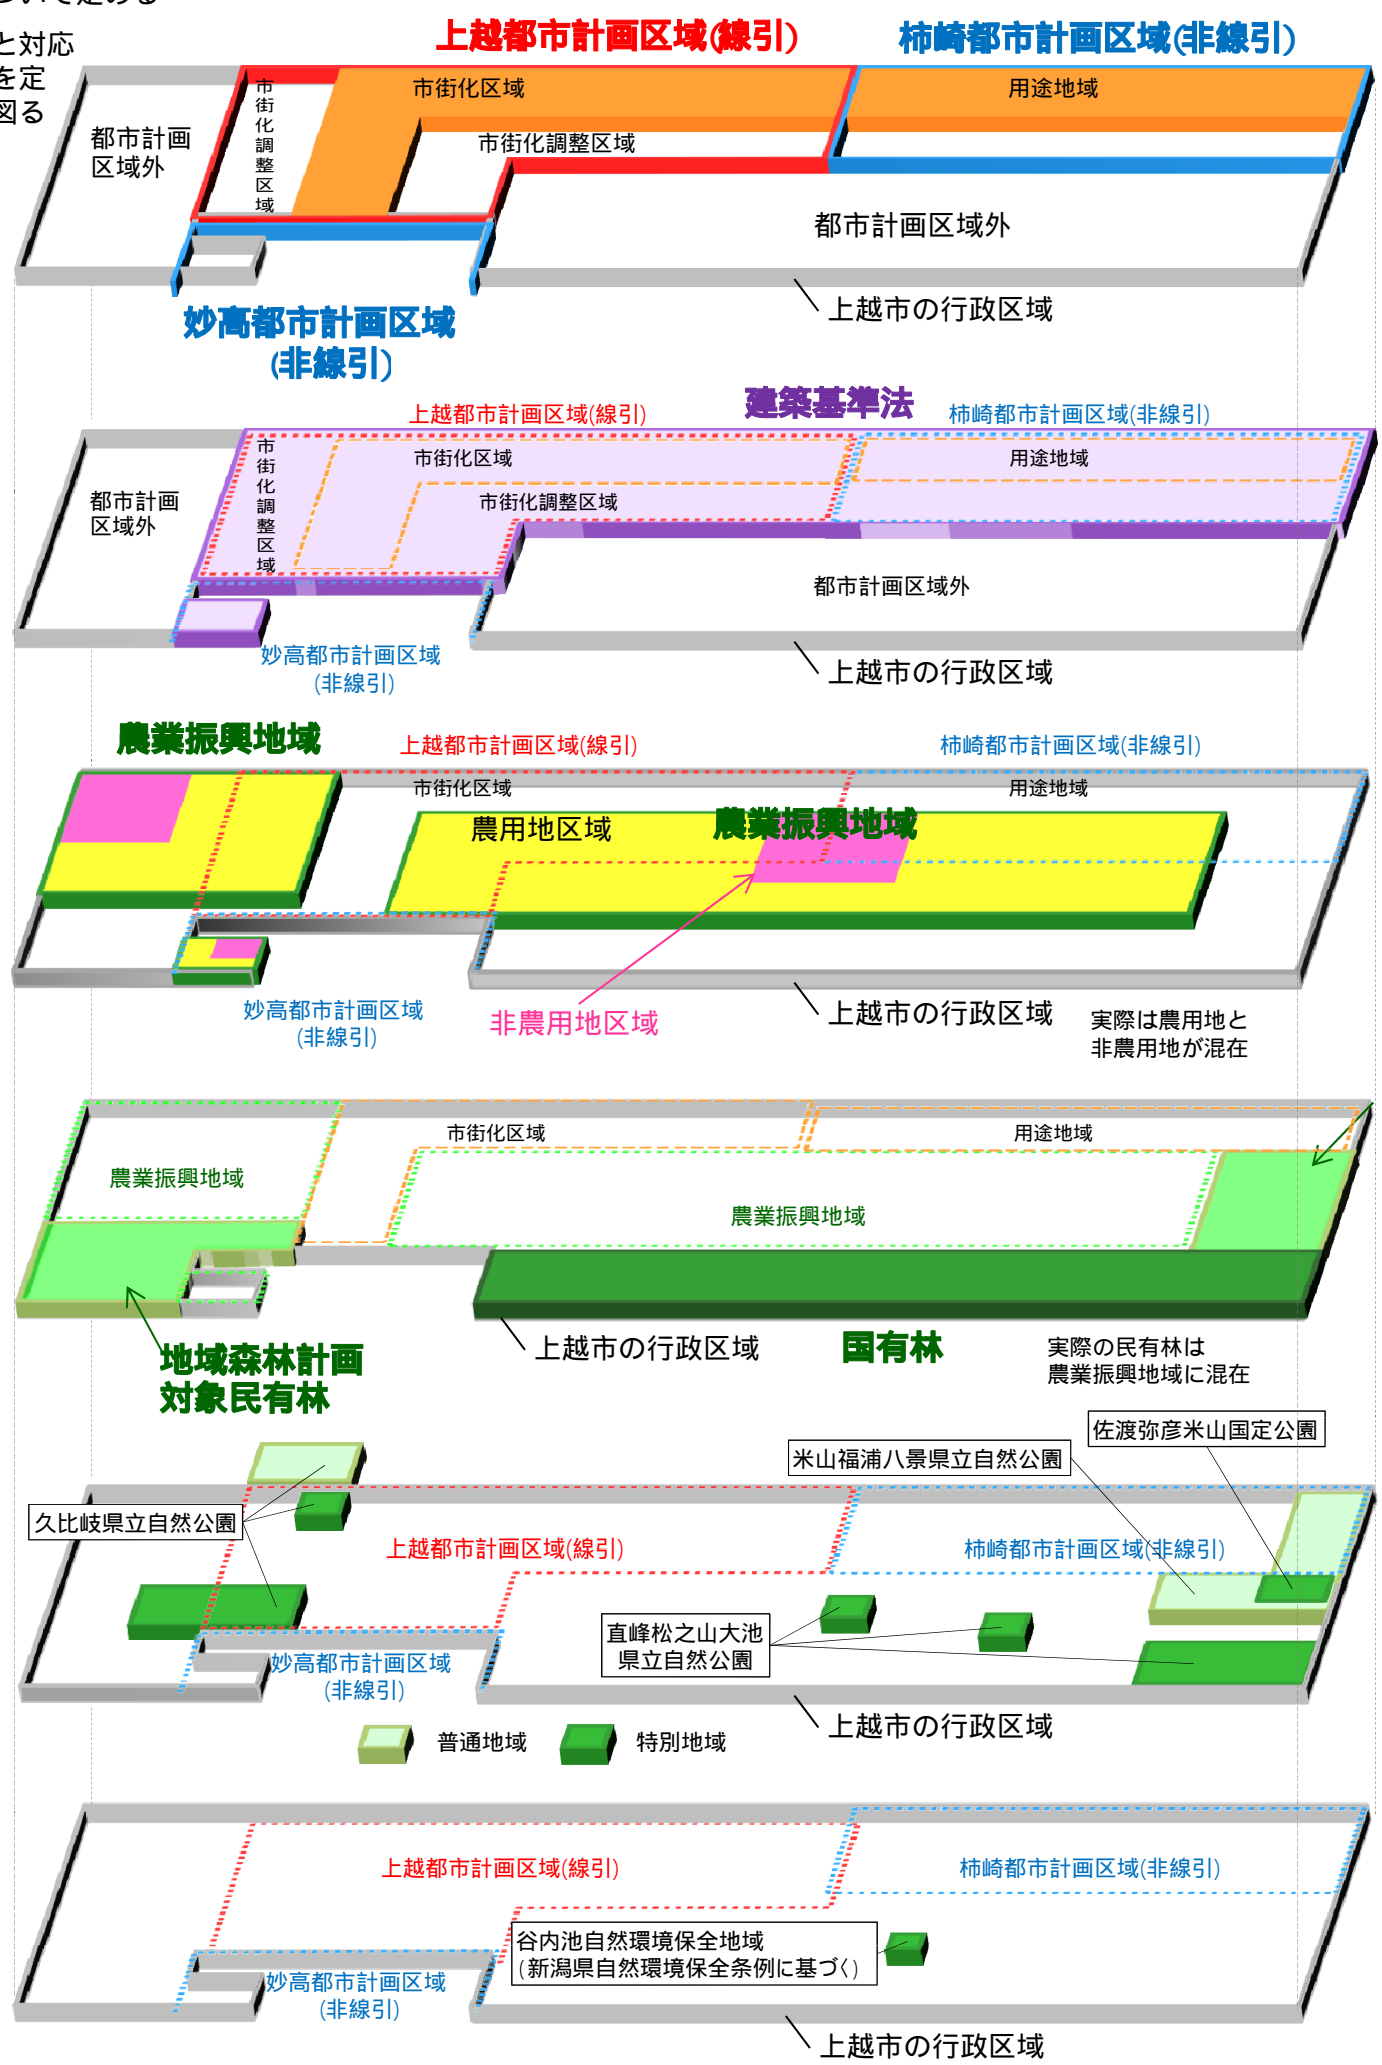 と対応
を定
図る
上越都市計画区域(線引)
柿崎都市計画区域(非線引)
市街化調整区域
市街化区域
用途地域
都市計画
区域外
市街化調整区域
都市計画区域外
上越市の行政区域
妙高都市計画区域
(非線引)
上越都市計画区域(線引)
建築基準法
柿崎都市計画区域(非線引)
市街化調整区域
市街化区域
用途地域
都市計画
区域外
市街化調整区域
都市計画区域外
妙高都市計画区域
(非線引)
上越市の行政区域
農業振興地域
上越都市計画区域(線引)
柿崎都市計画区域(非線引)
市街化区域
用途地域
農用地区域
農業振興地域
妙高都市計画区域
(非線引)
非農用地区域
上越市の行政区域
実際は農用地と
非農用地が混在
市街化区域
用途地域
農業振興地域
農業振興地域
上越市の行政区域
国有林
実際の民有林は
農業振興地域に混在
地域森林計画
対象民有林
佐渡弥彦米山国定公園
米山福浦八景県立自然公園
久比岐県立自然公園
上越都市計画区域(線引)
柿崎都市計画区域(非線引)
直峰松之山大池
県立自然公園
妙高都市計画区域
(非線引)
上越市の行政区域
普通地域
特別地域
上越都市計画区域(線引)
柿崎都市計画区域(非線引)
谷内池自然環境保全地域
(新潟県自然環境保全条例に基づく)
妙高都市計画区域
(非線引)
上越市の行政区域